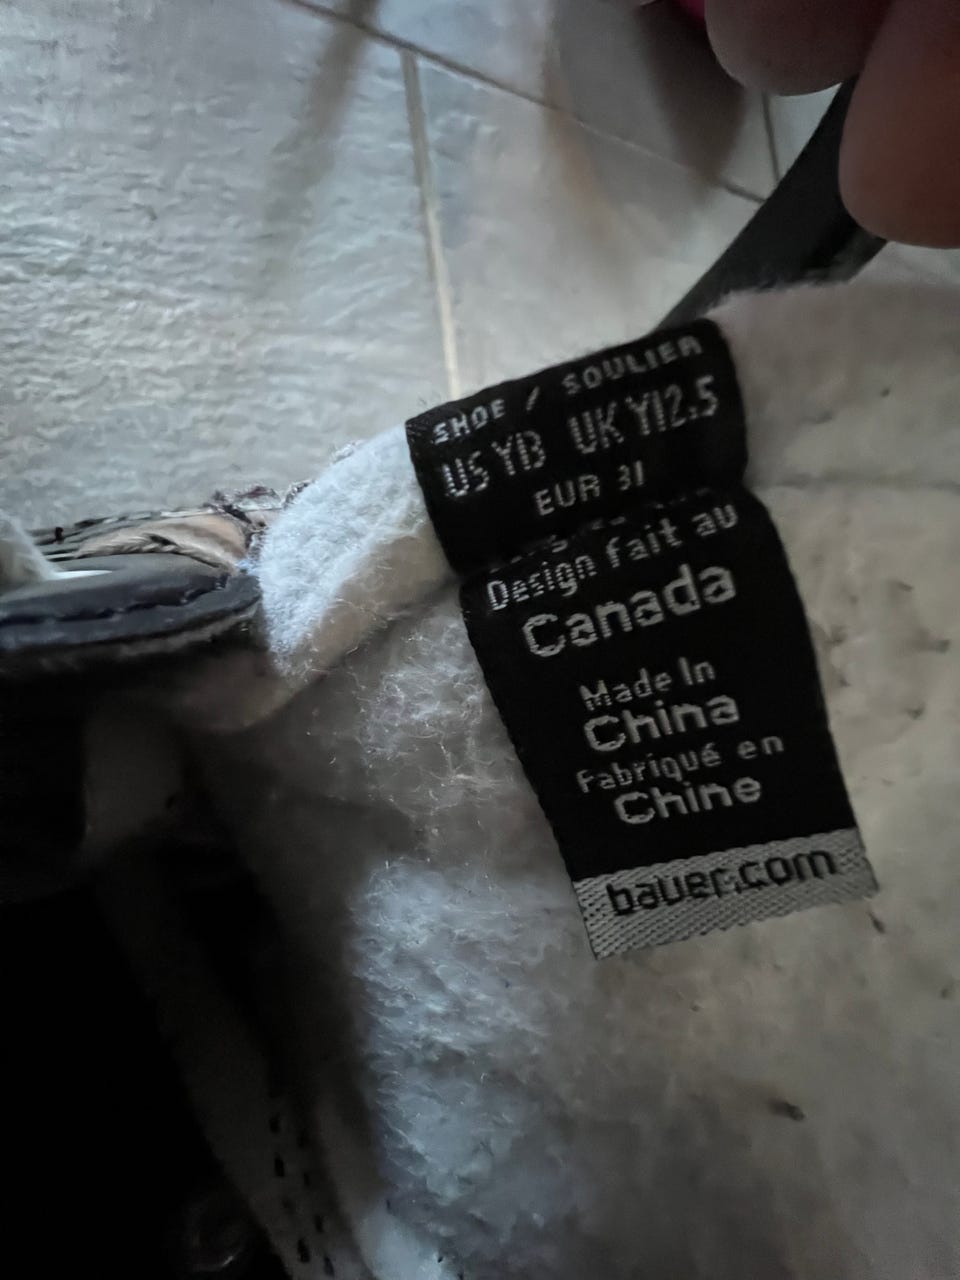 SHOE / SOULIER
US Y13 UK Y12.5
EUR 31
Design fait au
Canada
Made In
China
Fabriqué en
Chine
bauer.com